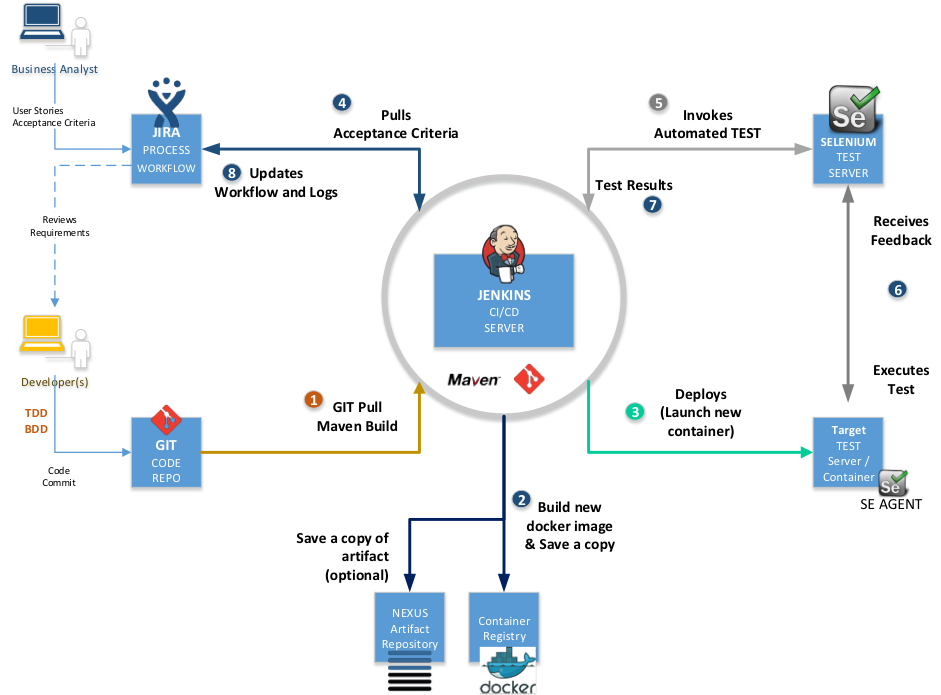 Business Analyst
User Stories
Acceptance Criteria
JIRA
PROCESS
WORKFLOW
4
Pulls
Acceptance Criteria
8 Updates
Workflow and Logs
5
Invokes
Automated TEST
Test Results
7
Se
SELENIUM
TEST
SERVER
Reviews
Requirements
Receives
Feedback
6
Executes
Test
JENKINS
CI/CD
SERVER
Maven™
Developer(s)
TDD
BDD
Code
Commit
GIT
CODE
REPO
1
GIT Pull
Maven Build
3
Deploys
(Launch new
container)
Target
TEST
Server /
Container
Se
SE AGENT
2
Build new
docker image
& Save a copy
Save a copy of
artifact
(optional)
NEXUS
Artifact
Repository
Container
Registry
docker